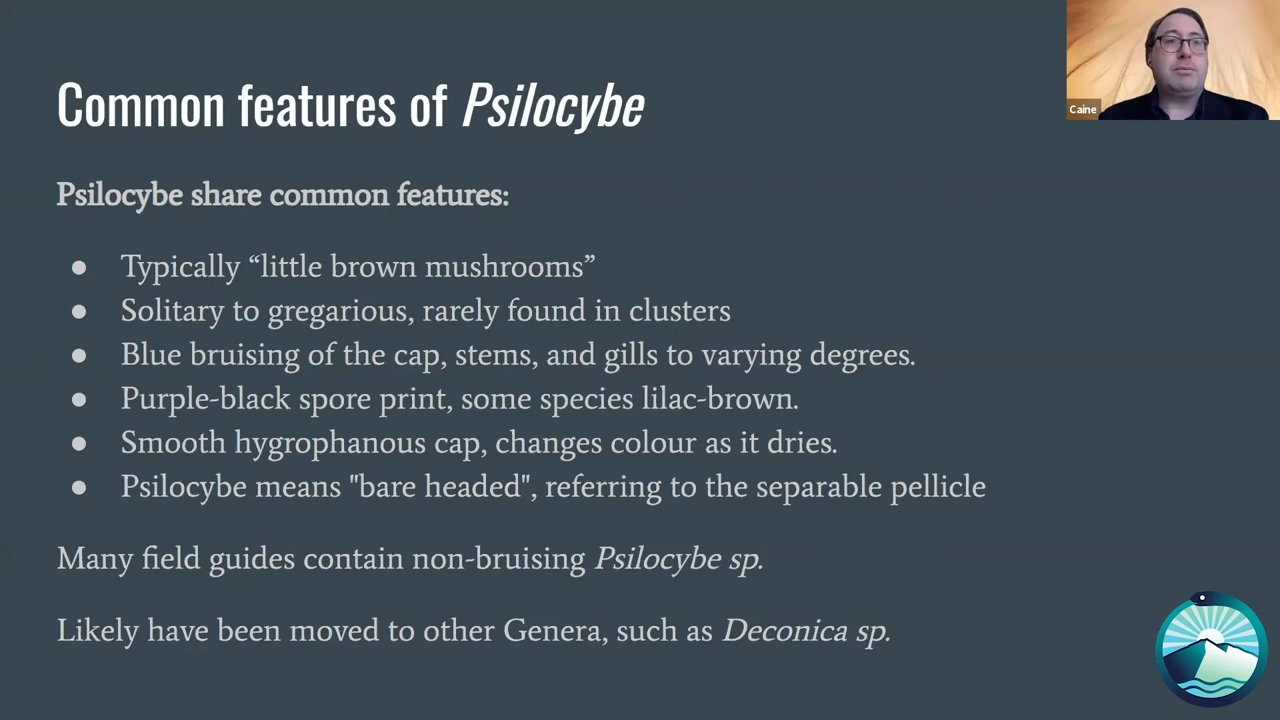 Common features of Psilocybe
Caine
Psilocybe share common features:
● Typically “little brown mushrooms”
● Solitary to gregarious, rarely found in clusters
● Blue bruising of the cap, stems, and gills to varying degrees.
● Purple-black spore print, some species lilac-brown.
● Smooth hygrophanous cap, changes colour as it dries.
● Psilocybe means "bare headed", referring to the separable pellicle
Many field guides contain non-bruising Psilocybe sp.
Likely have been moved to other Genera, such as Deconica sp.